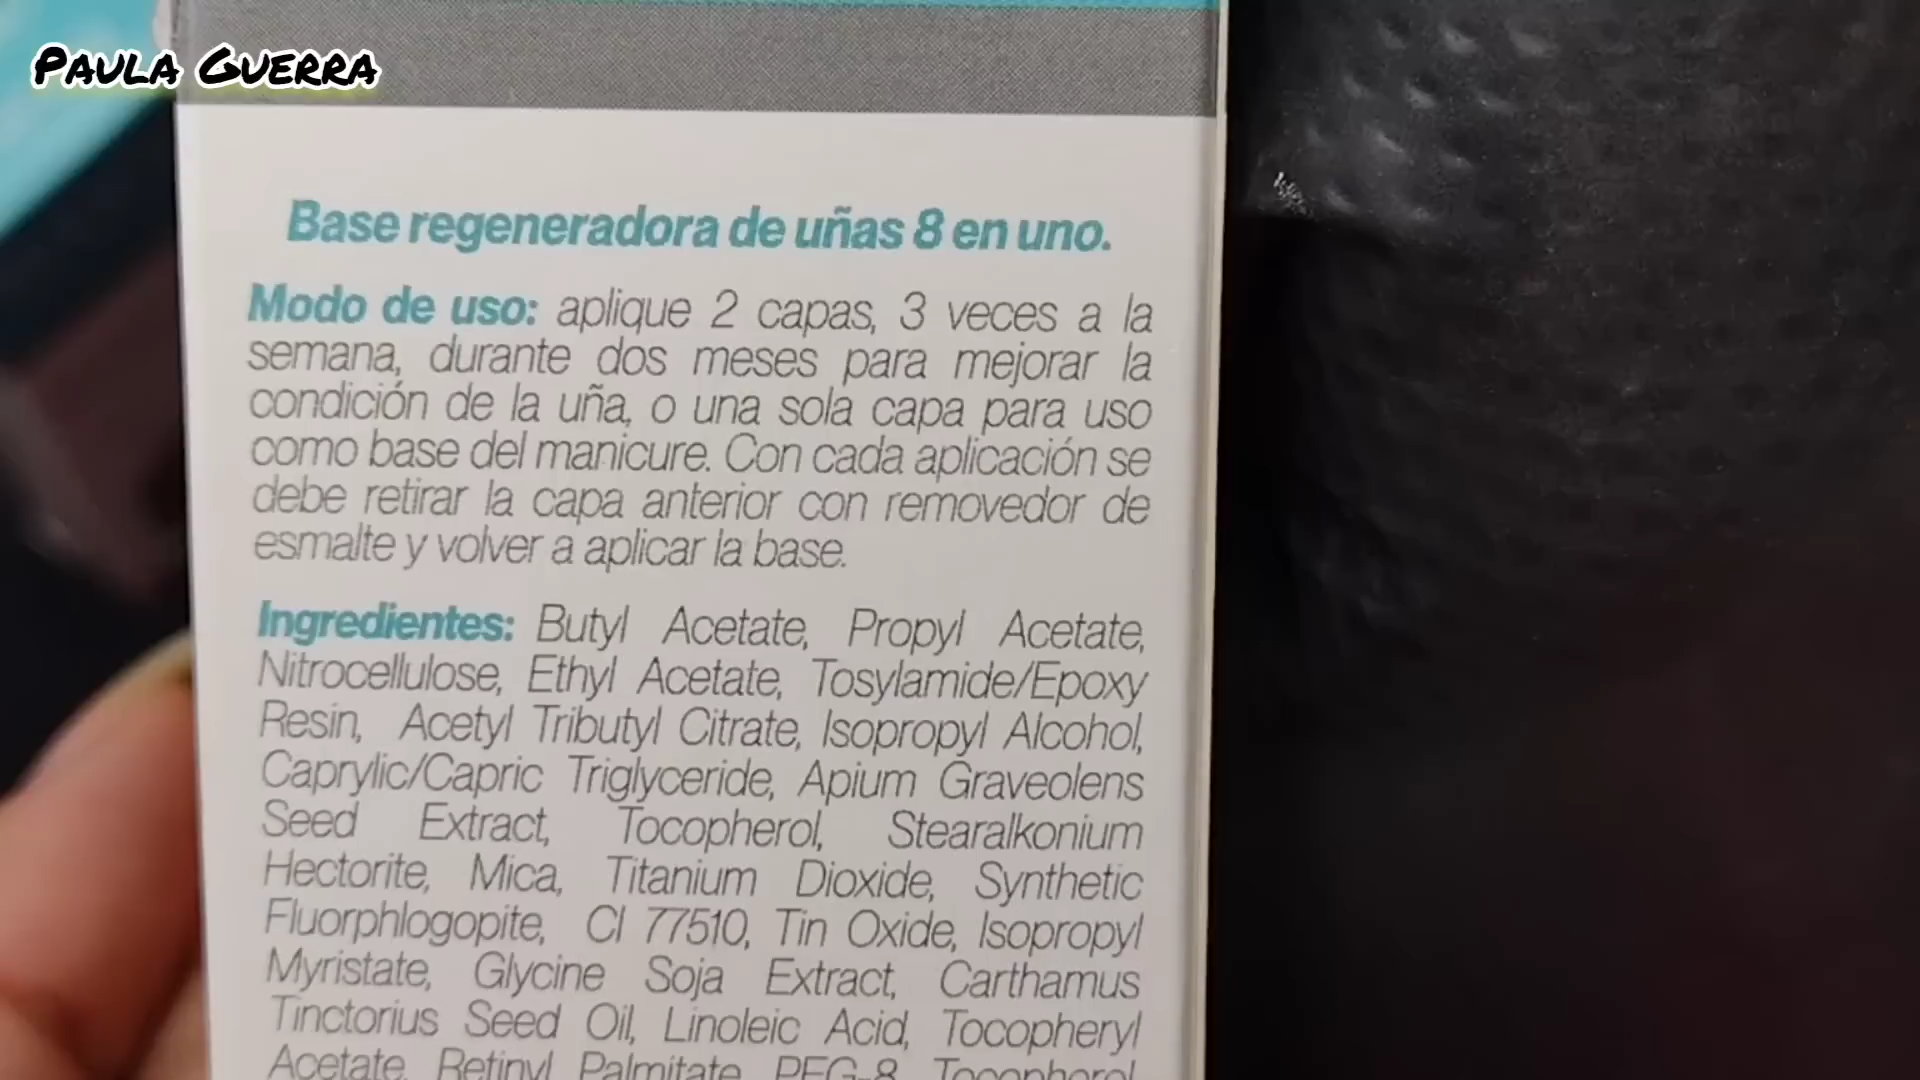 PAULA GUERRA
Base regeneradora de uñas 8 en uno.
Modo de uso: aplique 2 capas, 3 veces a la
semana, durante dos meses para mejorar la
condición de la uña, o una sola capa para uso
como base del manicure. Con cada aplicación se
debe retirar la capa anterior con removedor de
esmalte y volver a aplicar la base.
Ingredientes: Butyl Acetate, Propyl Acetate,
Nitrocellulose, Ethyl Acetate, Tosylamide/Epoxy
Resin, Acetyl Tributyl Citrate, Isopropyl Alcohol,
Caprylic/Capric Triglyceride, Apium Graveolens
Seed Extract, Tocopherol, Stearalkonium
Hectorite, Mica, Titanium Dioxide, Synthetic
Fluorphlogopite, CI 77510, Tin Oxide, Isopropyl
Myristate, Glycine Soja Extract, Carthamus
Tinctorius Seed Oil, Linoleic Acid, Tocopheryl
Acetate, Retinyl Palmitate, PEG-8, Tocopherol,